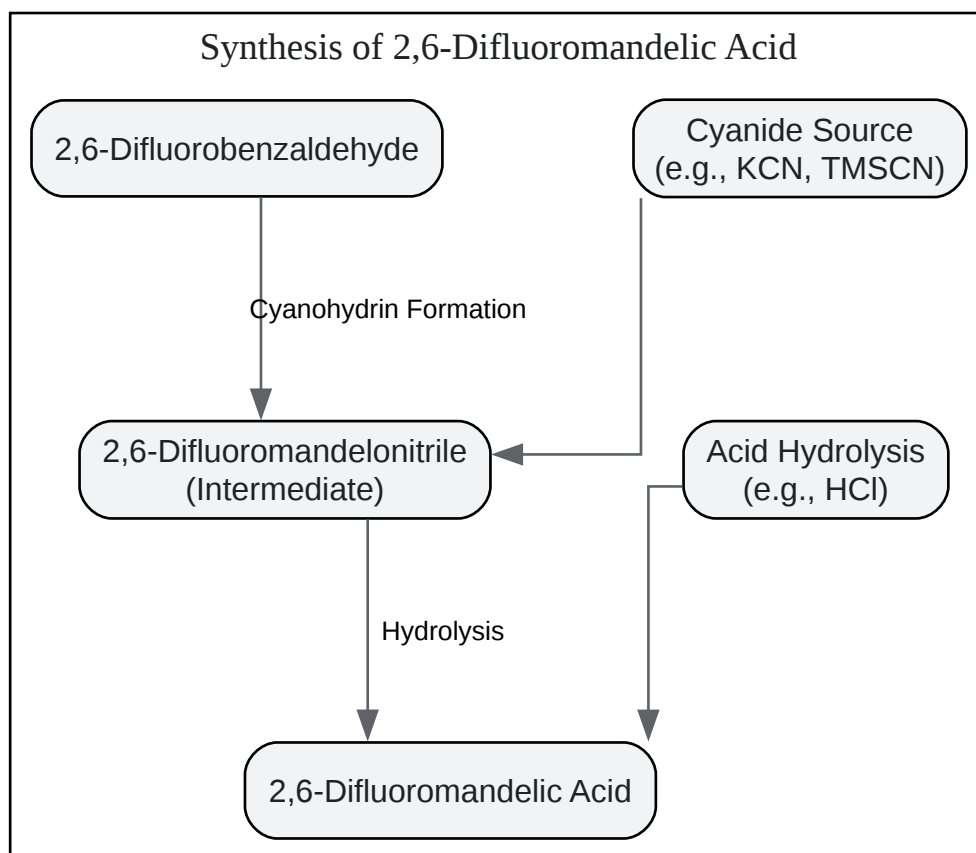 Synthesis of 2,6-Difluoromandelic Acid
2,6-Difluorobenzaldehyde
Cyanide Source
(e.g., KCN, TMSCN)
Cyanohydrin Formation
2,6-Difluoromandelonitrile
(Intermediate)
Acid Hydrolysis
(e.g., HCl)
Hydrolysis
2,6-Difluoromandelic Acid